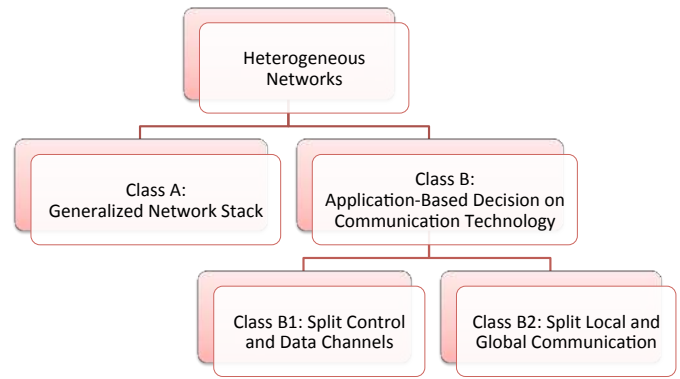 Heterogeneous
Networks
Class A:
Generalized Network Stack
Class B:
Application-Based Decision on
Communication Technology
Class B1: Split Control
and Data Channels
Class B2: Split Local and
Global Communication